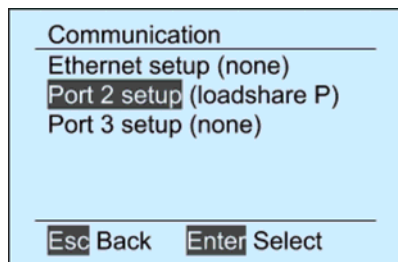 Communication
Ethernet setup (none)
Port 2 setup (loadshare P)
Port 3 setup (none)
Esc Back Enter Select